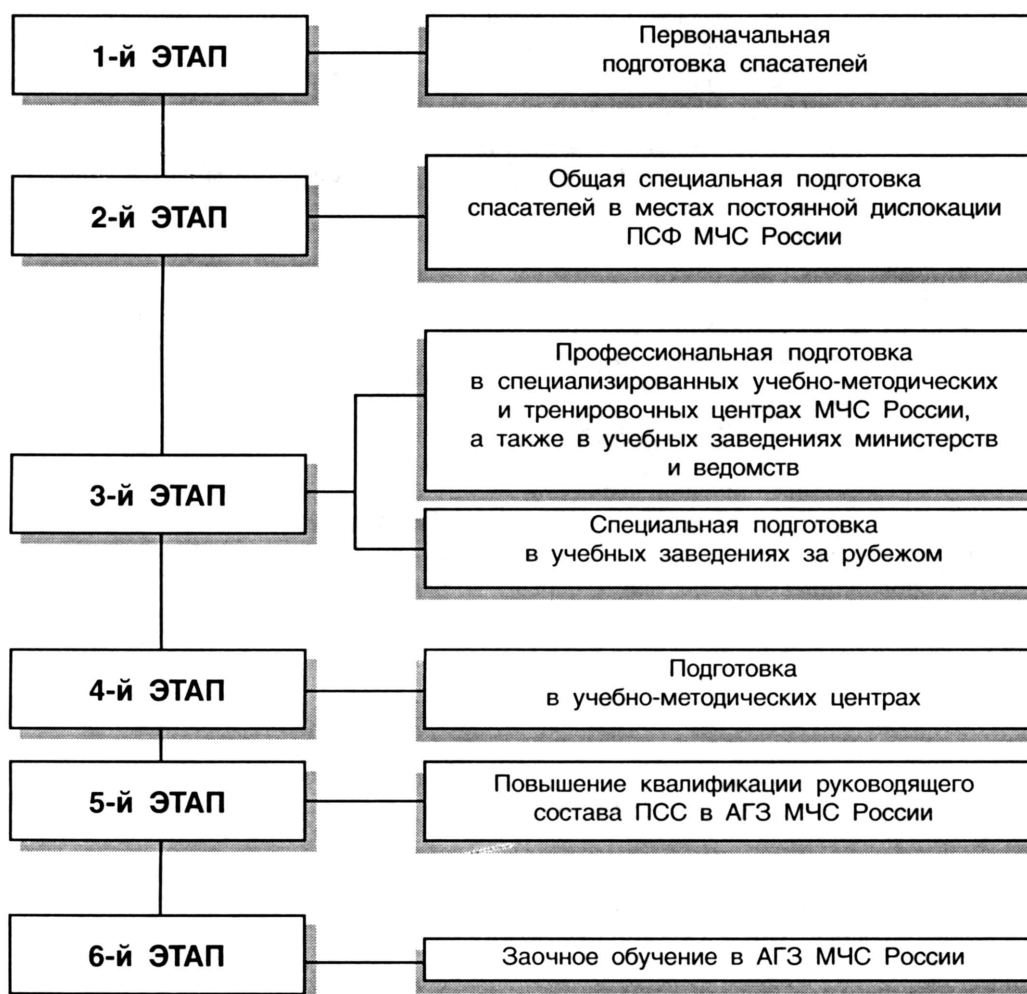 1-й ЭТАП
Первоначальная
подготовка спасателей
2-й ЭТАП
Общая специальная подготовка
спасателей в местах постоянной дислокации
ПСФ МЧС России
3-й ЭТАП
Профессиональная подготовка
в специализированных учебно-методических
и тренировочных центрах МЧС России,
а также в учебных заведениях министерств
и ведомств
Специальная подготовка
в учебных заведениях за рубежом
4-й ЭТАП
Подготовка
в учебно-методических центрах
5-й ЭТАП
Повышение квалификации руководящего
состава ПСС в АГЗ МЧС России
6-й ЭТАП
Заочное обучение в АГЗ МЧС России